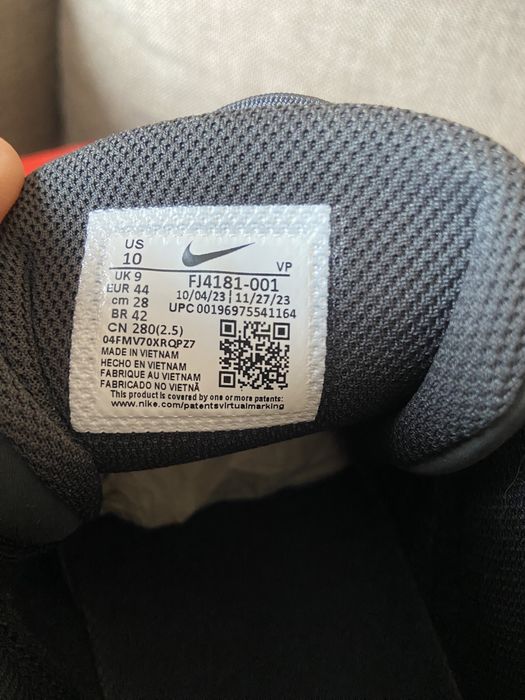 US
10
VP
UK 9
EUR 44
cm 28
BR 42
CN 280(2.5)
FJ4181-001
10/04/23 | 11/27/23
UPC 00196975541164
04FMV70XRQPZ7
MADE IN VIETNAM
HECHO EN VIETNAM
FABRIQUE AU VIETNAM
FABRICADO NO VIETNÃ
This product is covered by one or more patents:
www.nike.com/patentsvirtualmarking